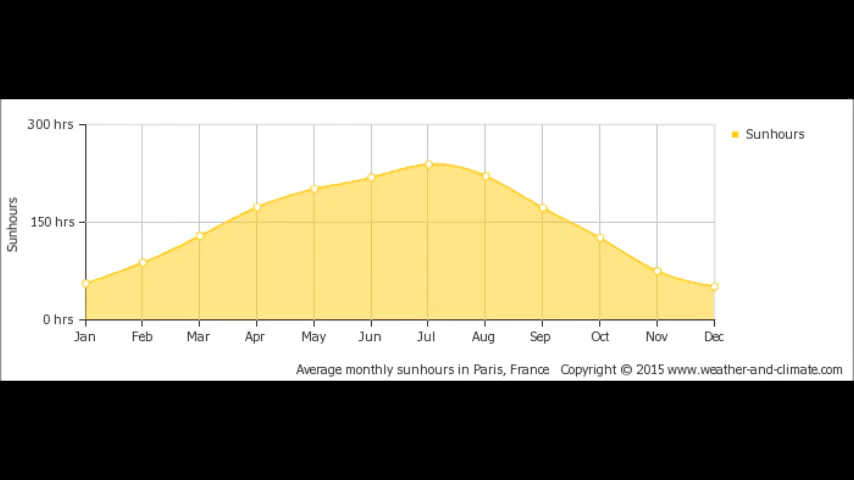 300 hrs
Sunhours
150 hrs
Sunhours
0 hrs
Jan Feb Mar Apr May Jun Jul Aug Sep Oct Nov Dec
Average monthly sunhours in Paris, France Copyright © 2015 www.weather-and-climate.com